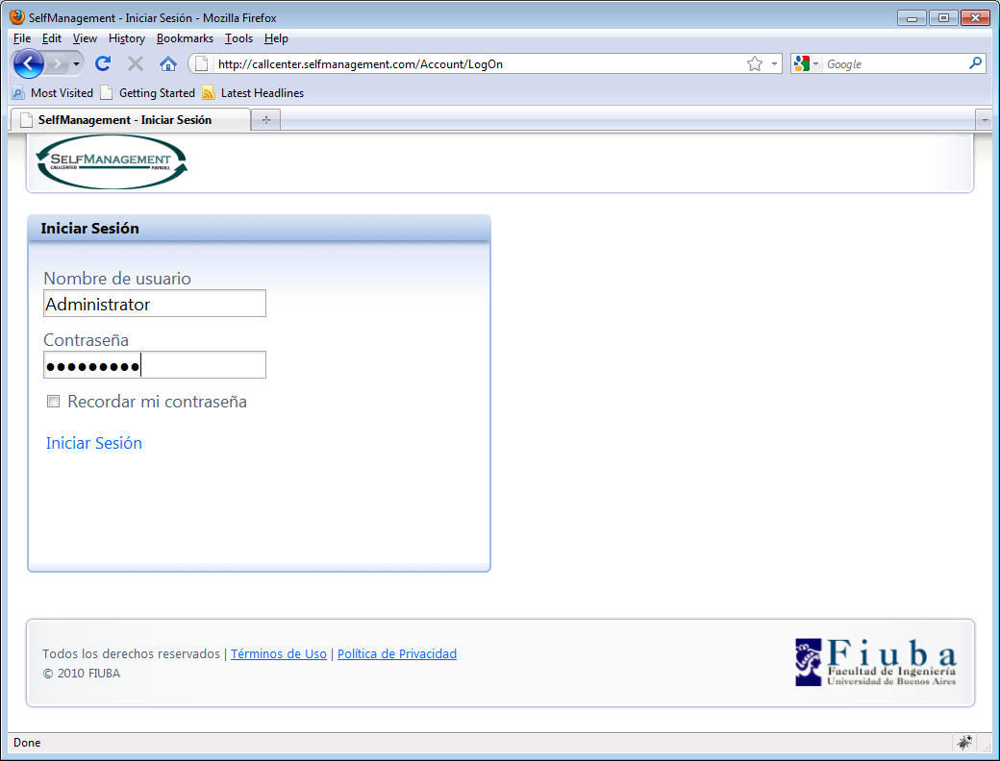 SelfManagement - Iniciar Sesión - Mozilla Firefox
File Edit View History Bookmarks Tools Help
http://callcenter.selfmanagement.com/Account/LogOn
Google
Most Visited Getting Started Latest Headlines
SelfManagement - Iniciar Sesión
SELFMANAGEMENT
CALLCENTER PAYROLL
Iniciar Sesión
Nombre de usuario
Administrator
Contraseña
•••••••••
Recordar mi contraseña
Iniciar Sesión
Todos los derechos reservados | Términos de Uso | Política de Privacidad
© 2010 FIUBA
Fiuba
Facultad de Ingeniería
Universidad de Buenos Aires
Done